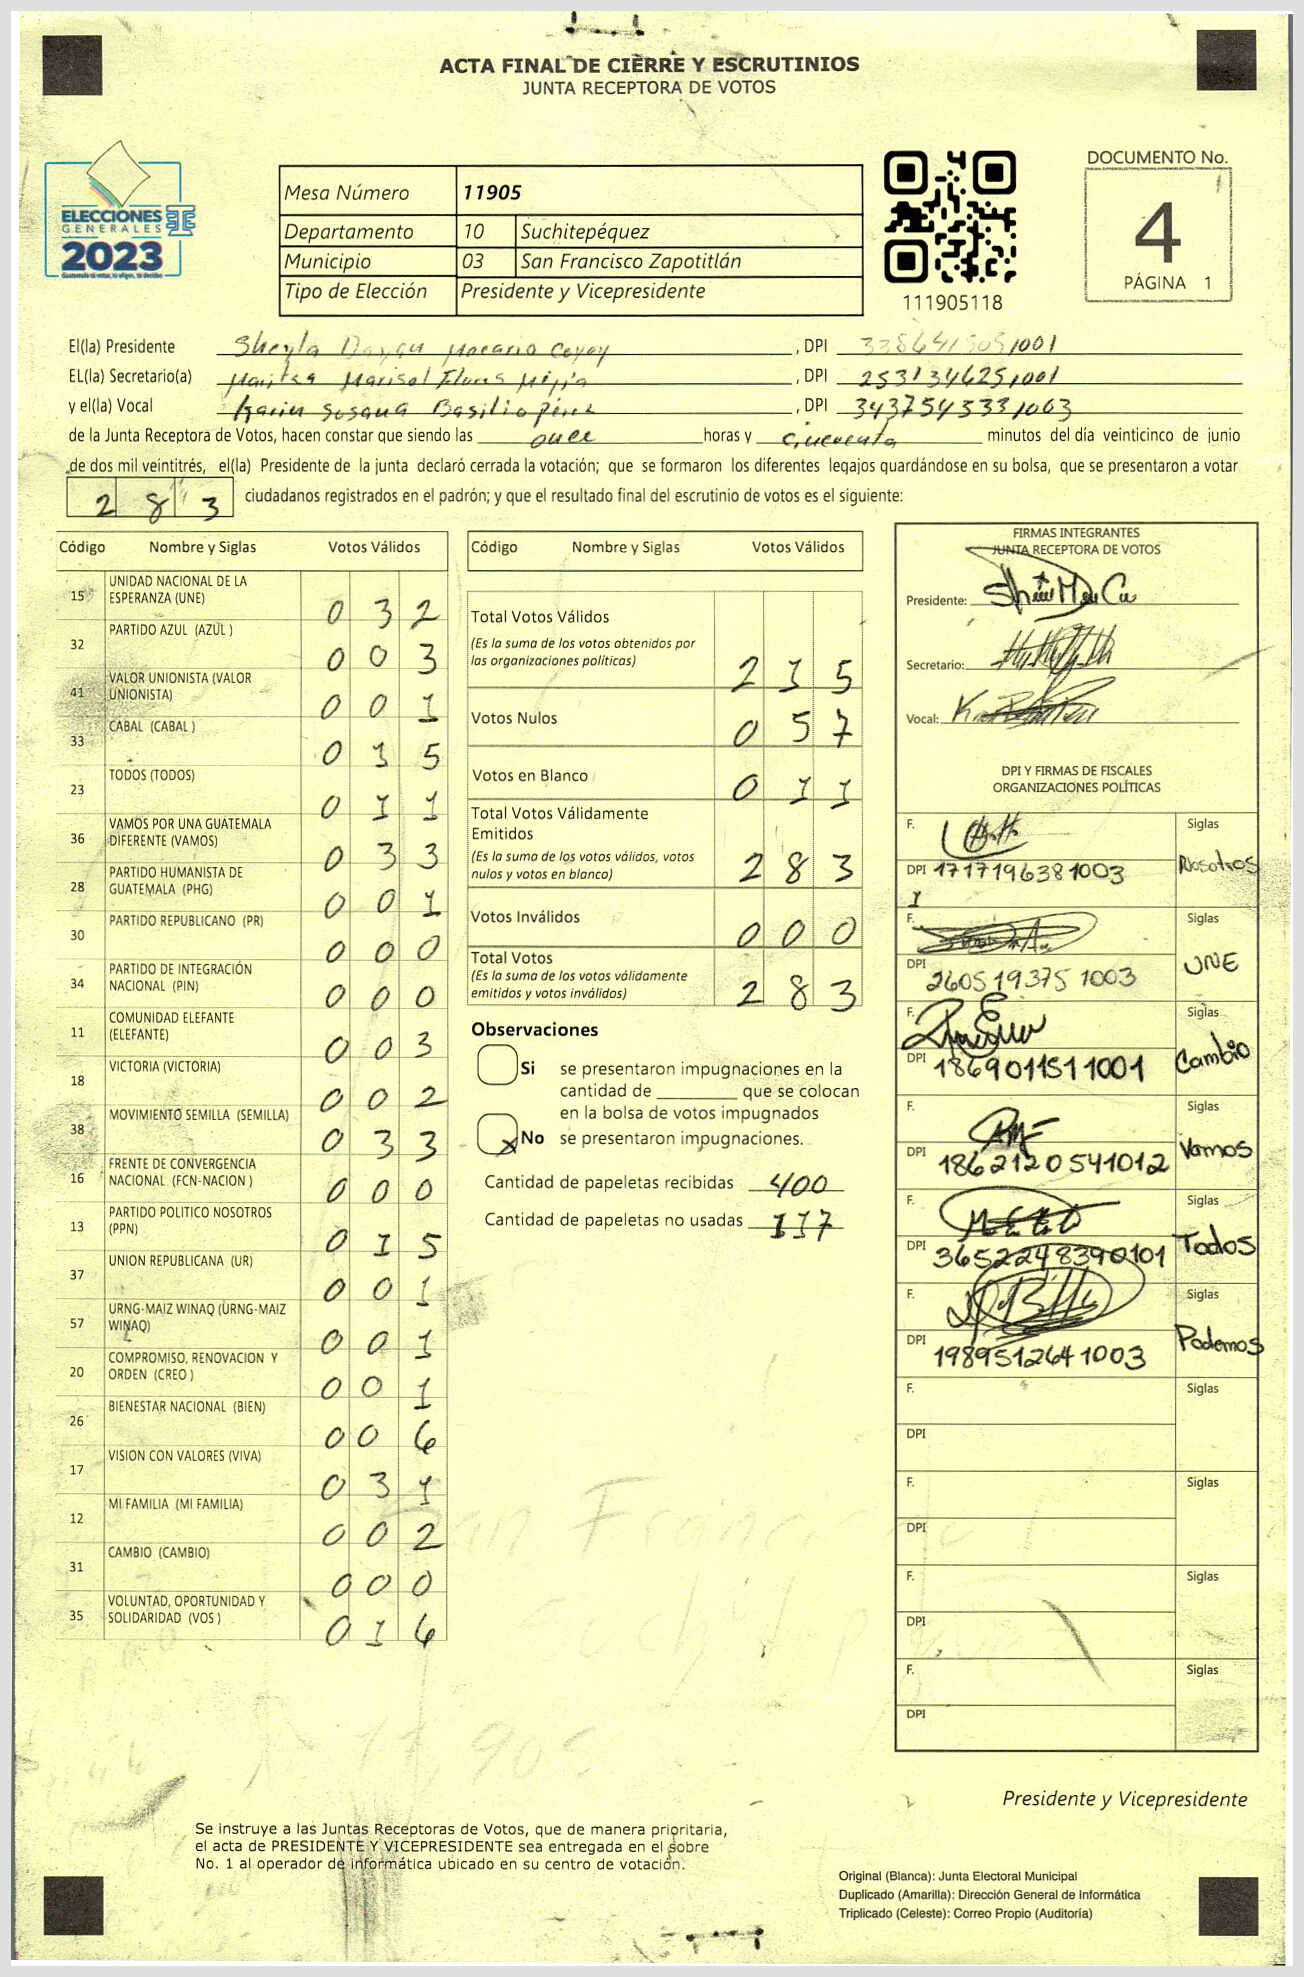 ACTA FINAL DE CIERRE Y ESCRUTINIOS
JUNTA RECEPTORA DE VOTOS
ELECCIONES
GENERALES
2023
Mesa Número 11905
Departamento 10 Suchitepéquez
Municipio 03 San Francisco Zapotitlán
Tipo de Elección Presidente y Vicepresidente
111905118
DOCUMENTO No.
4
PÁGINA 1
El(la) Presidente Sheyla Macario Coyoy, DPI
EL(la) Secretario(a) Maritza Marisol Flores Mejía, DPI 2531346251001
y el(la) Vocal Karin Susana Basilio Pérez, DPI 3437545331003
de la Junta Receptora de Votos, hacen constar que siendo las once horas y cincuenta minutos del día veinticinco de junio
de dos mil veintitrés, el(la) Presidente de la junta declaró cerrada la votación; que se formaron los diferentes legajos quardándose en su bolsa, que se presentaron a votar
283 ciudadanos registrados en el padrón; y que el resultado final del escrutinio de votos es el siguiente:
Código Nombre y Siglas Votos Válidos
15 UNIDAD NACIONAL DE LA ESPERANZA (UNE) 032
32 PARTIDO AZUL (AZUL ) 003
41 VALOR UNIONISTA (VALOR UNIONISTA) 001
33 CABAL (CABAL ) 015
23 TODOS (TODOS) 011
36 VAMOS POR UNA GUATEMALA DIFERENTE (VAMOS) 033
28 PARTIDO HUMANISTA DE GUATEMALA (PHG) 001
30 PARTIDO REPUBLICANO (PR) 000
34 PARTIDO DE INTEGRACIÓN NACIONAL (PIN) 000
11 COMUNIDAD ELEFANTE (ELEFANTE) 003
18 VICTORIA (VICTORIA) 002
38 MOVIMIENTO SEMILLA (SEMILLA) 033
16 FRENTE DE CONVERGENCIA NACIONAL (FCN-NACION ) 000
13 PARTIDO POLITICO NOSOTROS (PPN) 015
37 UNION REPUBLICANA (UR) 001
57 URNG-MAIZ WINAQ (URNG-MAIZ WINAQ) 001
20 COMPROMISO, RENOVACION Y ORDEN (CREO ) 001
26 BIENESTAR NACIONAL (BIEN) 006
17 VISION CON VALORES (VIVA) 031
12 MI FAMILIA (MI FAMILIA) 002
31 CAMBIO (CAMBIO) 000
35 VOLUNTAD, OPORTUNIDAD Y SOLIDARIDAD (VOS ) 016
Código Nombre y Siglas Votos Válidos
Total Votos Válidos
(Es la suma de los votos obtenidos por
las organizaciones políticas) 215
Votos Nulos 057
Votos en Blanco 011
Total Votos Válidamente
Emitidos
(Es la suma de los votos válidos, votos
nulos y votos en blanco) 283
Votos Inválidos 000
Total Votos
(Es la suma de los votos válidamente
emitidos y votos inválidos) 283
Observaciones
Si se presentaron impugnaciones en la
cantidad de ________ que se colocan
en la bolsa de votos impugnados
x No se presentaron impugnaciones.
Cantidad de papeletas recibidas 400
Cantidad de papeletas no usadas 117
FIRMAS INTEGRANTES
JUNTA RECEPTORA DE VOTOS
Presidente:
Secretario:
Vocal:
DPI Y FIRMAS DE FISCALES
ORGANIZACIONES POLÍTICAS
F. Siglas
DPI 1717196381003 Nosotros
F. Siglas
DPI 2605193751003 UNE
F. Siglas
DPI 1869011511001 Cambio
F. Siglas
DPI 1862120541012 Vamos
F. Siglas
DPI 3652248390101 Todos
F. Siglas
DPI 1989512641003 Podemos
F. Siglas
DPI
F. Siglas
DPI
F. Siglas
DPI
F. Siglas
DPI
San Francisco
11905
Presidente y Vicepresidente
Se instruye a las Juntas Receptoras de Votos, que de manera prioritaria,
el acta de PRESIDENTE Y VICEPRESIDENTE sea entregada en el sobre
No. 1 al operador de informática ubicado en su centro de votación.
Original (Blanca): Junta Electoral Municipal
Duplicado (Amarilla): Dirección General de Informática
Triplicado (Celeste): Correo Propio (Auditoría)